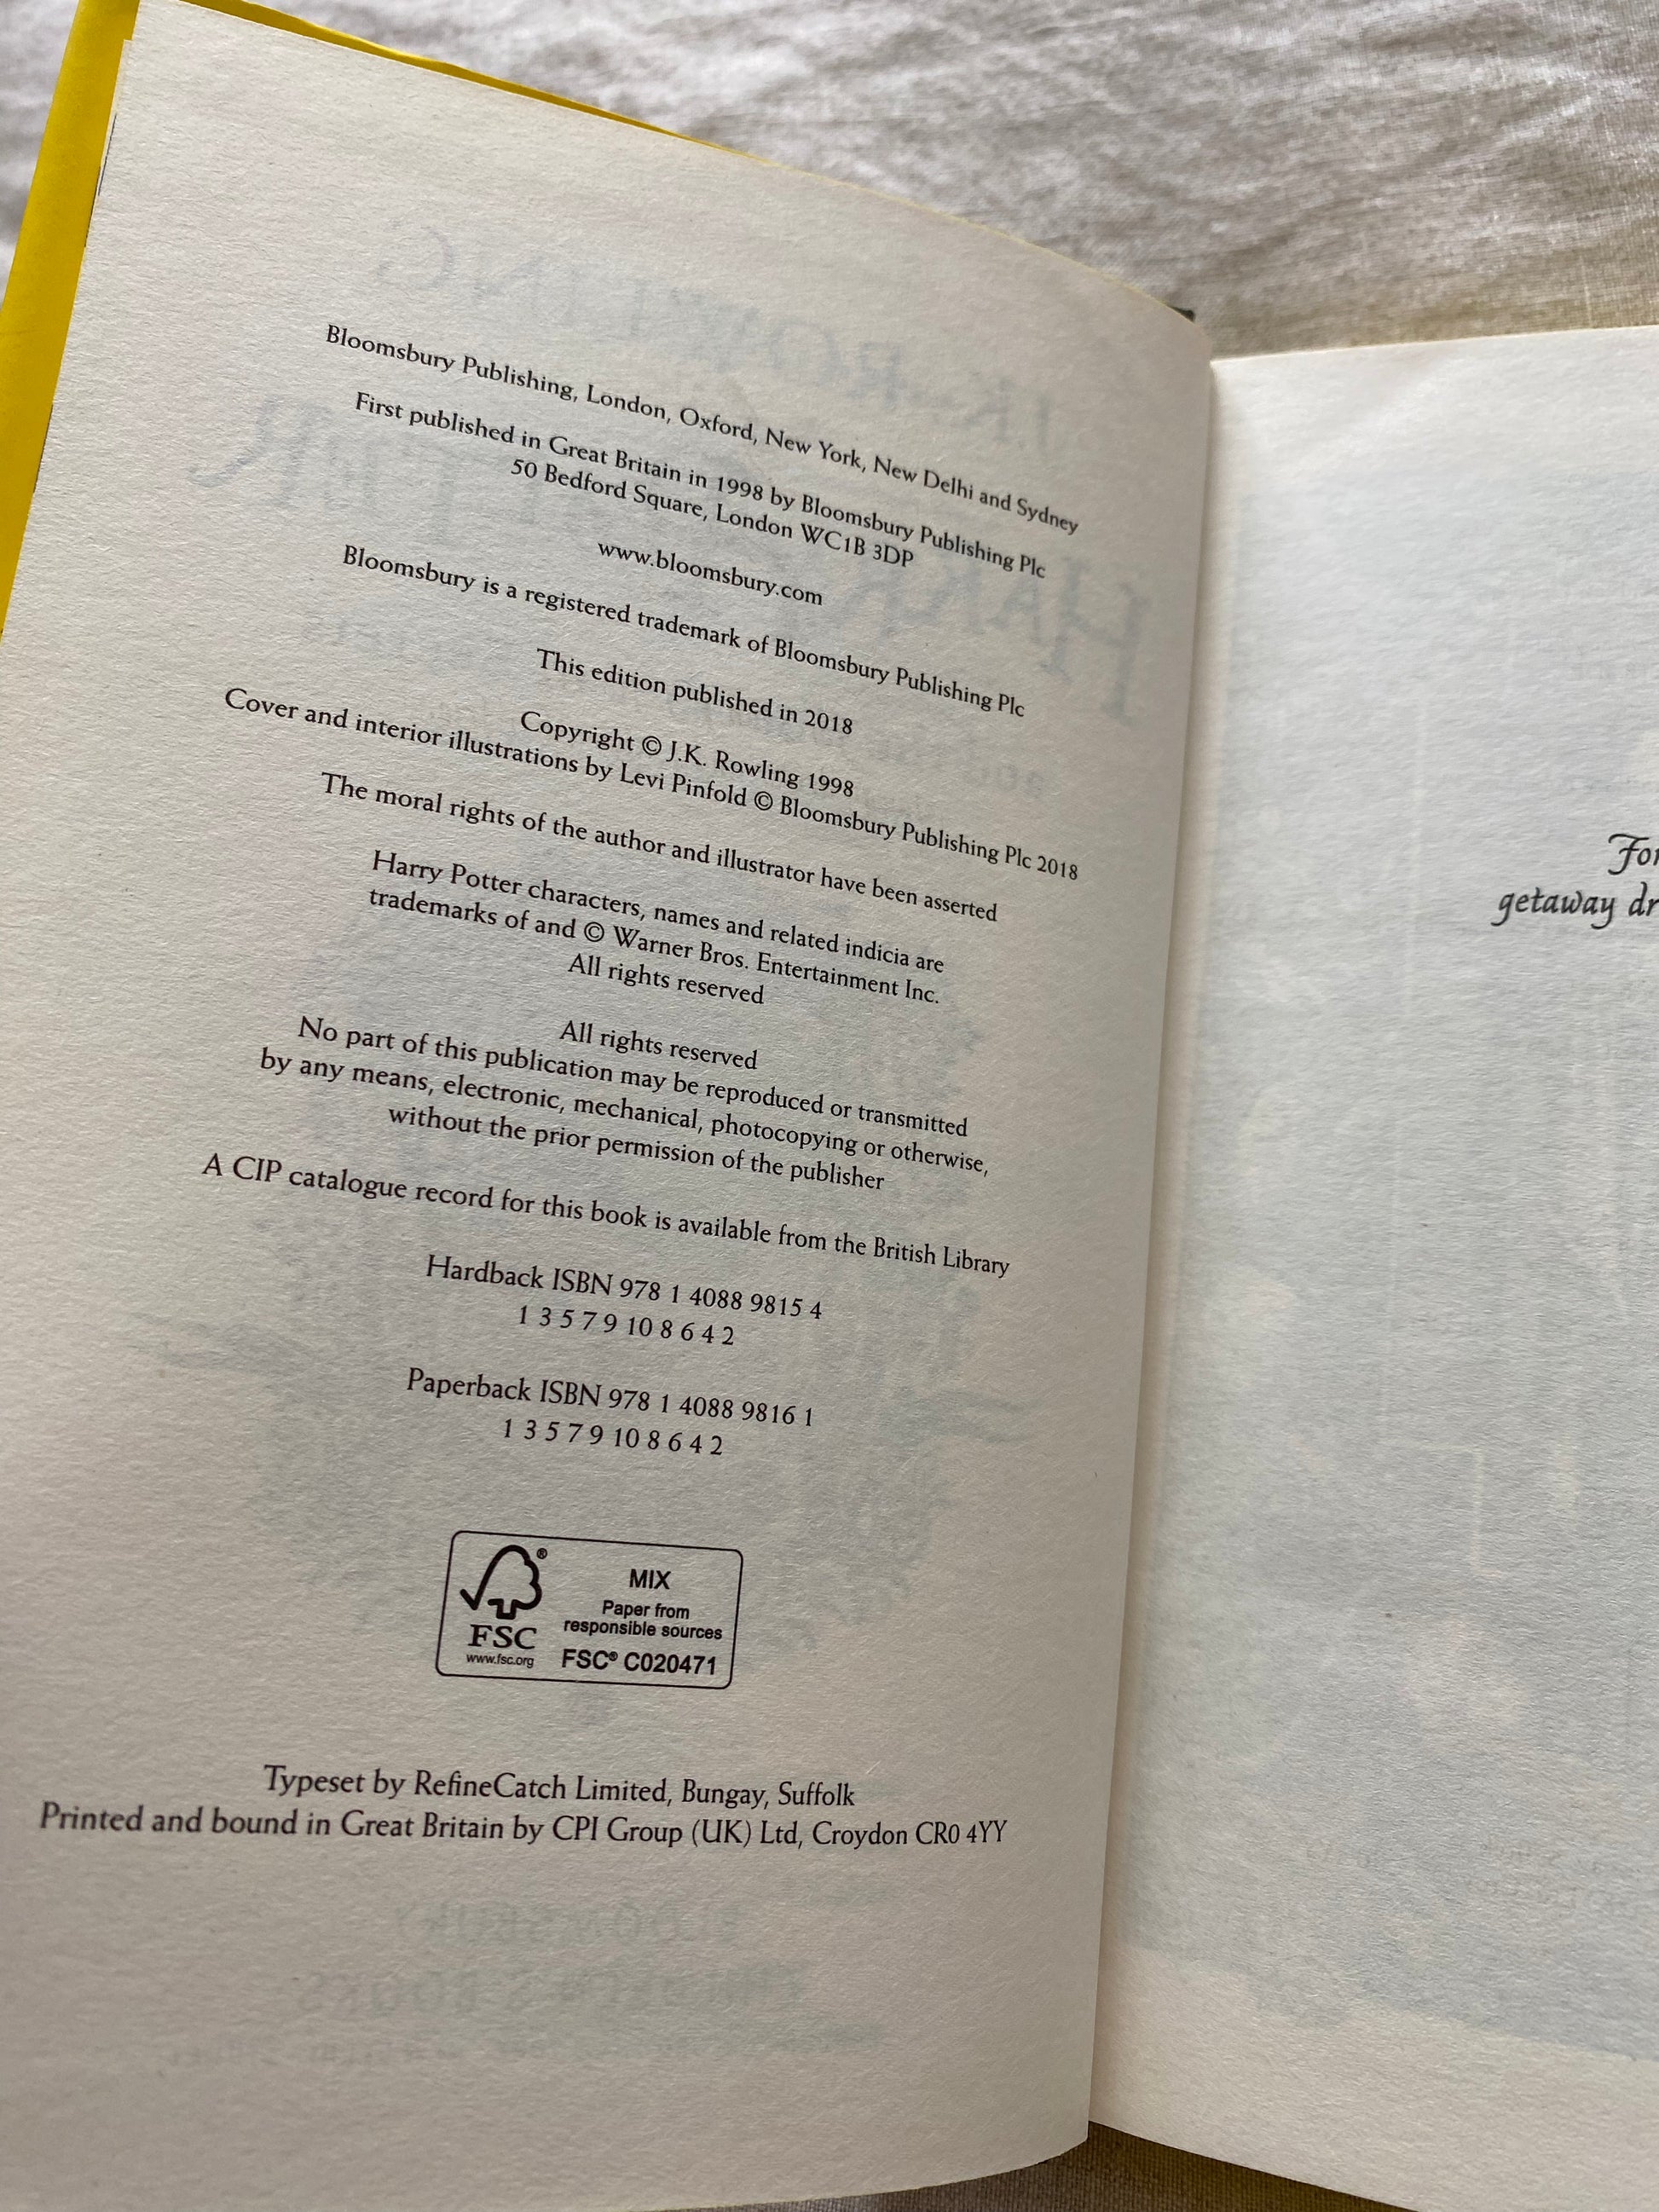 Bloomsbury Publishing, London, Oxford, New York, New Delhi and Sydney
First published in Great Britain in 1998 by Bloomsbury Publishing Plc
50 Bedford Square, London WC1B 3DP
www.bloomsbury.com
Bloomsbury is a registered trademark of Bloomsbury Publishing Plc
This edition published in 2018
Copyright © J.K. Rowling 1998
Cover and interior illustrations by Levi Pinfold © Bloomsbury Publishing Plc 2018
The moral rights of the author and illustrator have been asserted
Harry Potter characters, names and related indicia are
trademarks of and © Warner Bros. Entertainment Inc.
All rights reserved
All rights reserved
No part of this publication may be reproduced or transmitted
by any means, electronic, mechanical, photocopying or otherwise,
without the prior permission of the publisher
A CIP catalogue record for this book is available from the British Library
Hardback ISBN 978 1 4088 9815 4
1 3 5 7 9 10 8 6 4 2
Paperback ISBN 978 1 4088 9816 1
1 3 5 7 9 10 8 6 4 2
FSC®
www.fsc.org
MIX
Paper from
responsible sources
FSC® C020471
Typeset by RefineCatch Limited, Bungay, Suffolk
Printed and bound in Great Britain by CPI Group (UK) Ltd, Croydon CR0 4YY
getaway